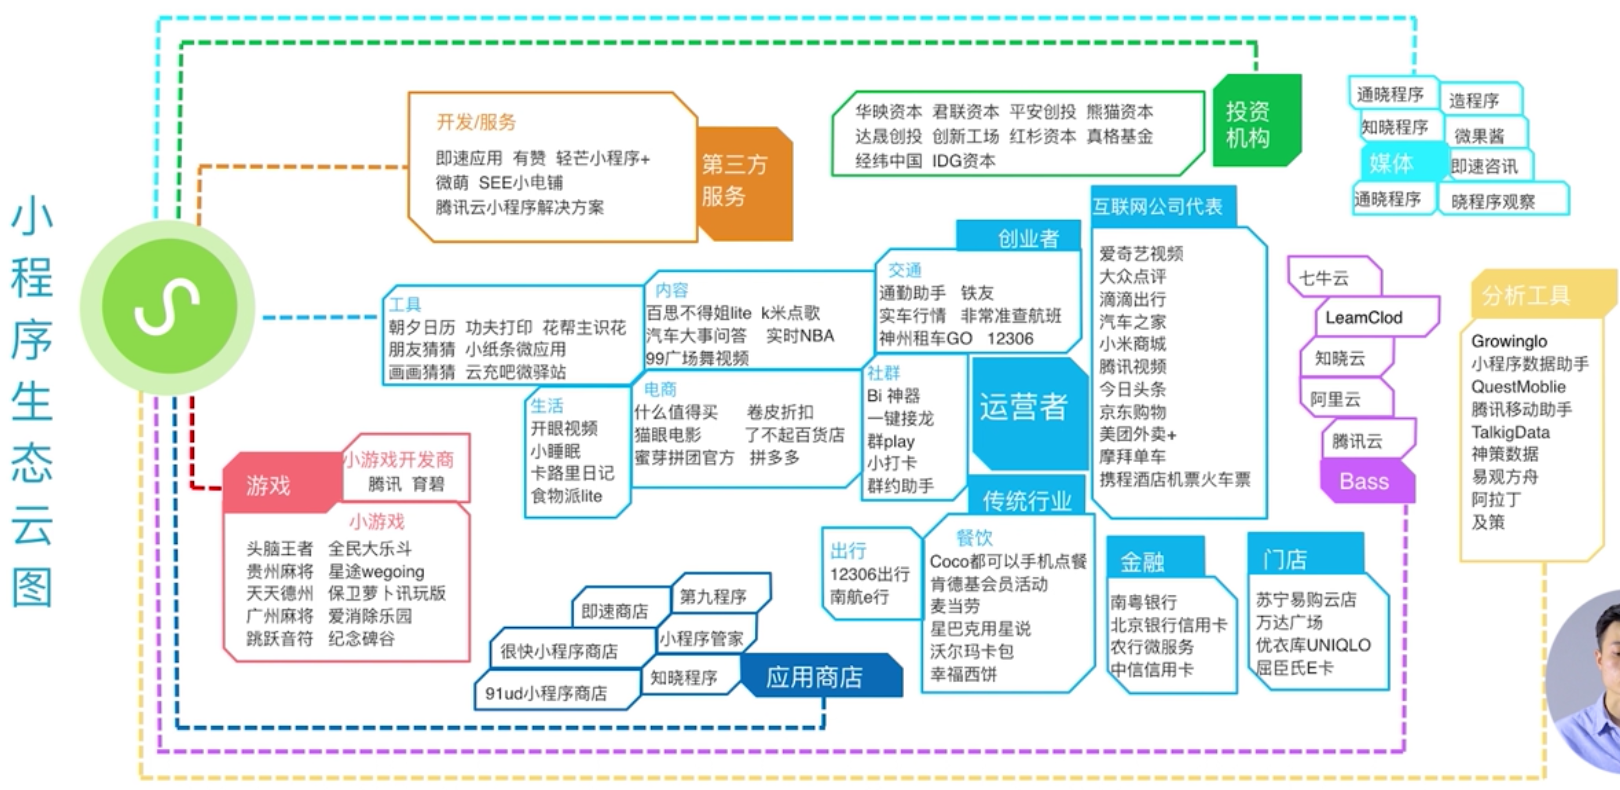 小程序生态云图
开发/服务
即速应用 有赞 轻芒小程序+
微萌 SEE小电铺
腾讯云小程序解决方案
第三方
服务
华映资本 君联资本 平安创投 熊猫资本
达晟创投 创新工场 红杉资本 真格基金
经纬中国 IDG资本
投资
机构
通晓程序
造程序
知晓程序
微果酱
媒体
即速咨讯
通晓程序
晓程序观察
工具
朝夕日历 功夫打印 花帮主识花
朋友猜猜 小纸条微应用
画画猜猜 云充吧微驿站
内容
百思不得姐lite k米点歌
汽车大事问答 实时NBA
99广场舞视频
创业者
交通
通勤助手 铁友
实车行情 非常准查航班
神州租车GO 12306
生活
开眼视频
小睡眠
卡路里日记
食物派lite
电商
什么值得买 卷皮折扣
猫眼电影 了不起百货店
蜜芽拼团官方 拼多多
社群
Bi 神器
一键接龙
群play
小打卡
群约助手
运营者
互联网公司代表
爱奇艺视频
大众点评
滴滴出行
汽车之家
小米商城
腾讯视频
今日头条
京东购物
美团外卖+
摩拜单车
携程酒店机票火车票
传统行业
出行
12306出行
南航e行
餐饮
Coco都可以手机点餐
肯德基会员活动
麦当劳
星巴克用星说
沃尔玛卡包
幸福西饼
金融
南粤银行
北京银行信用卡
农行微服务
中信信用卡
门店
苏宁易购云店
万达广场
优衣库UNIQLO
屈臣氏E卡
七牛云
LeamClod
知晓云
阿里云
腾讯云
Bass
分析工具
GrowingIo
小程序数据助手
QuestMoblie
腾讯移动助手
TalkigData
神策数据
易观方舟
阿拉丁
及策
游戏
小游戏开发商
腾讯 育碧
小游戏
头脑王者 全民大乐斗
贵州麻将 星途wegoing
天天德州 保卫萝卜讯玩版
广州麻将 爱消除乐园
跳跃音符 纪念碑谷
即速商店
第九程序
很快小程序商店
小程序管家
91ud小程序商店
知晓程序
应用商店